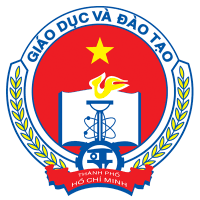 GIÁO DỤC VÀ ĐÀO TẠO
THÀNH PHỐ
HỒ CHÍ MINH